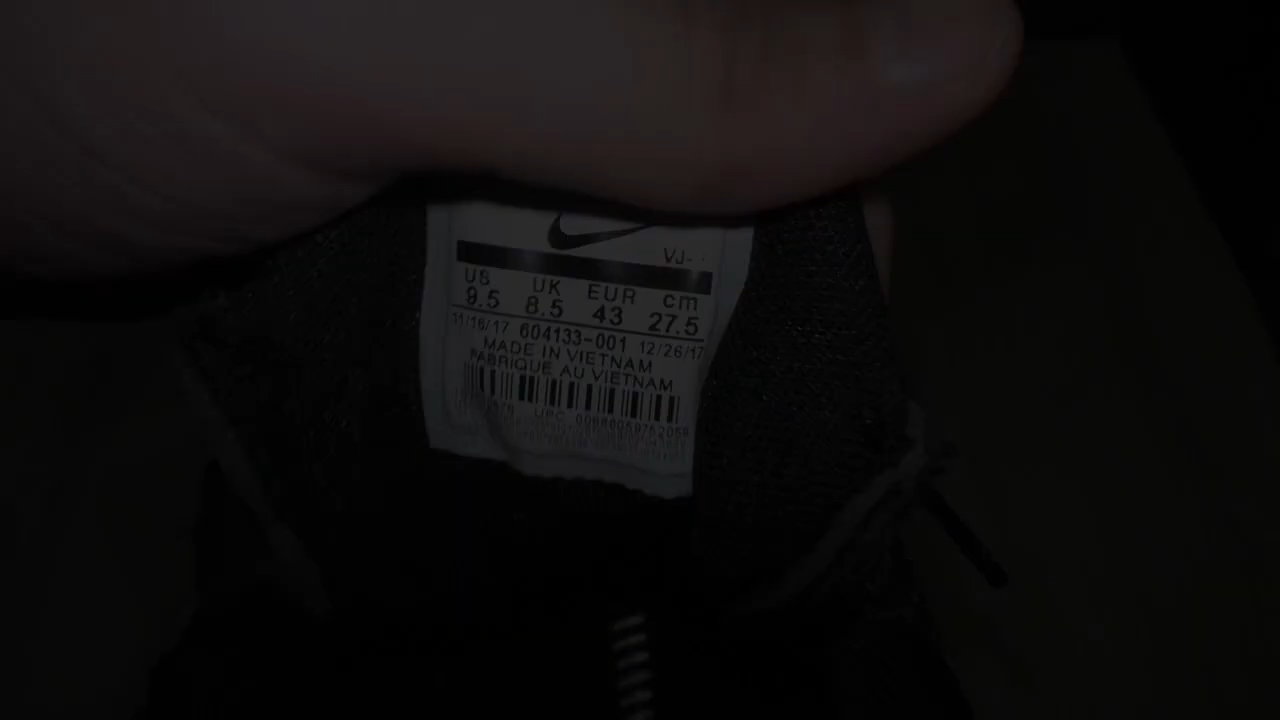 VJ-
US UK EUR cm
9.5 8.5 43 27.5
11/16/17 604133-001 12/26/17
MADE IN VIETNAM
FABRIQUE AU VIETNAM
UPC